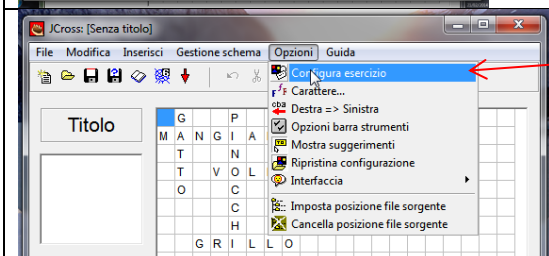 JCross: [Senza titolo]
File Modifica Inserisci Gestione schema Opzioni Guida
Configura esercizio
Carattere...
Destra => Sinistra
Opzioni barra strumenti
Mostra suggerimenti
Ripristina configurazione
Interfaccia
Imposta posizione file sorgente
Cancella posizione file sorgente
Titolo
G P
M A N G I A
T N
T V O L
O C
C
H
G R I L L O